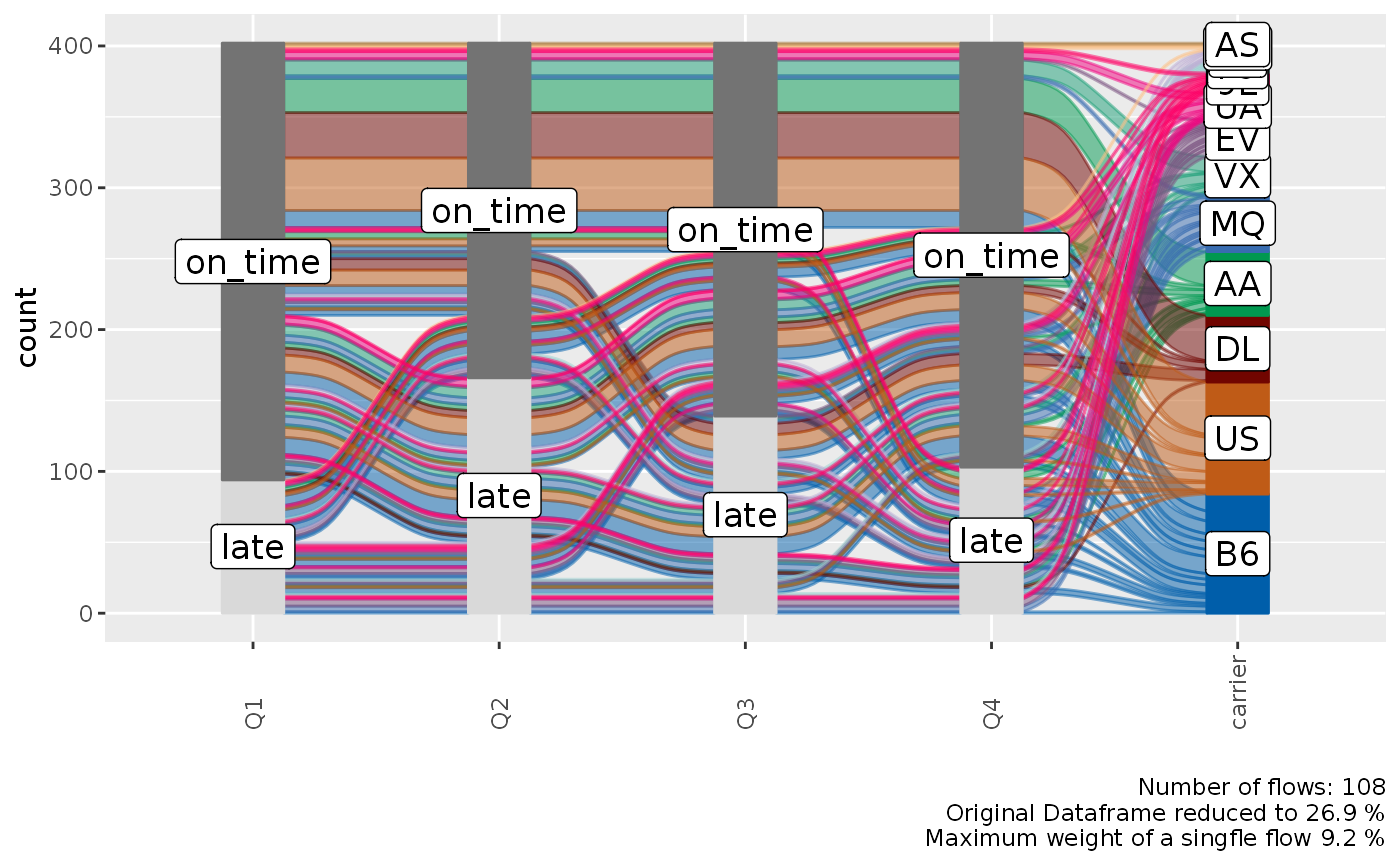 400
300
200
100
0
count
on_time
late
on_time
late
on_time
late
on_time
late
AS
UA
EV
VX
MQ
AA
DL
US
B6
Q1
Q2
Q3
Q4
carrier
Number of flows: 108
Original Dataframe reduced to 26.9 %
Maximum weight of a singfle flow 9.2 %